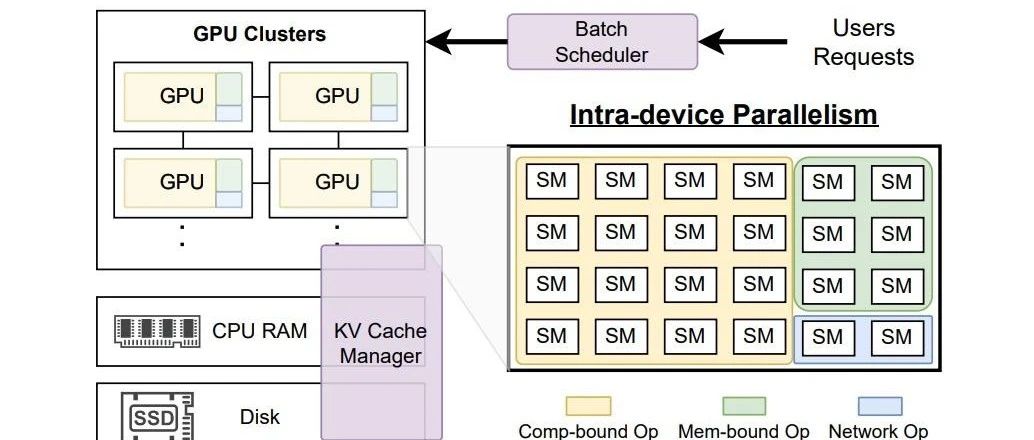 GPU Clusters
Batch
Scheduler
Users
Requests
GPU GPU
GPU GPU
Intra-device Parallelism
SM SM SM SM SM SM
SM SM SM SM SM SM
SM SM SM SM SM SM
SM SM SM SM SM SM
CPU RAM
KV Cache
Manager
SSD
Disk
Comp-bound Op Mem-bound Op Network Op